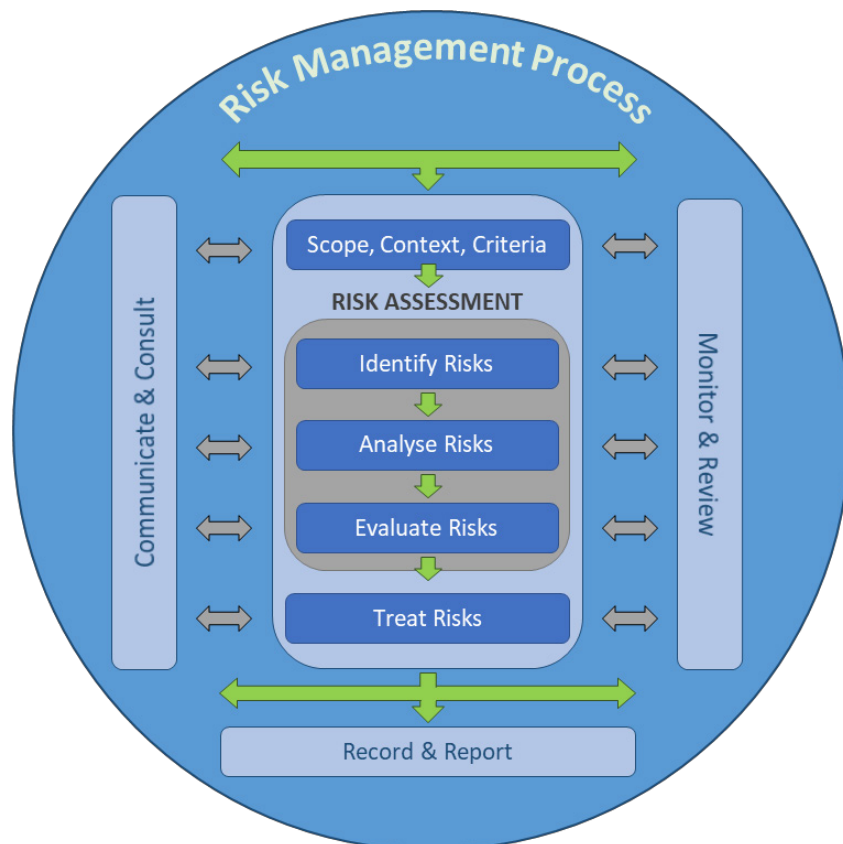 Risk Management Process
Scope, Context, Criteria
RISK ASSESSMENT
Identify Risks
Analyse Risks
Evaluate Risks
Treat Risks
Communicate & Consult
Monitor & Review
Record & Report